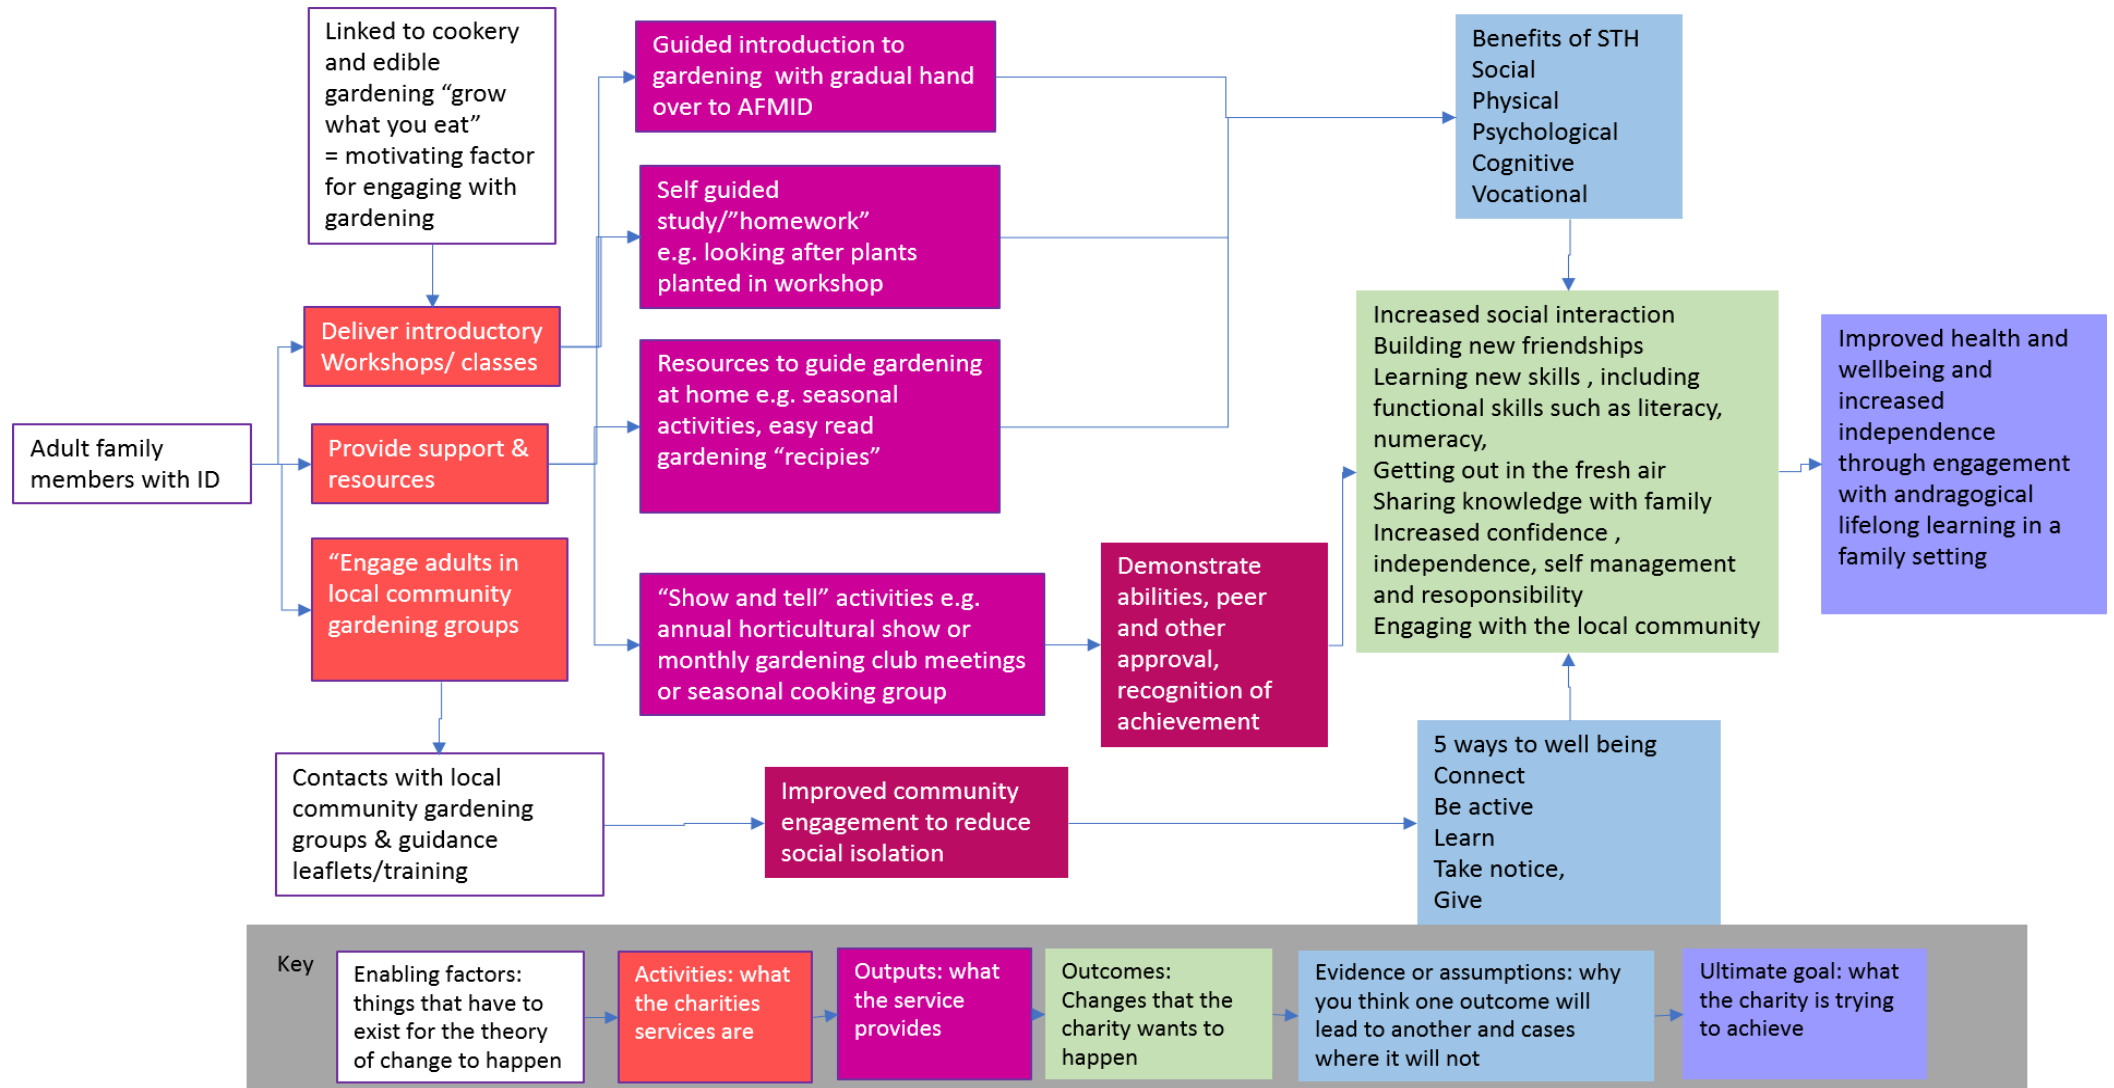 Linked to cookery
and edible
gardening “grow
what you eat”
= motivating factor
for engaging with
gardening
Guided introduction to
gardening with gradual hand
over to AFMID
Benefits of STH
Social
Physical
Psychological
Cognitive
Vocational
Self guided
study/”homework”
e.g. looking after plants
planted in workshop
Deliver introductory
Workshops/ classes
Resources to guide gardening
at home e.g. seasonal
activities, easy read
gardening “recipies”
Increased social interaction
Building new friendships
Learning new skills , including
functional skills such as literacy,
numeracy,
Getting out in the fresh air
Sharing knowledge with family
Increased confidence ,
independence, self management
and resoponsibility
Engaging with the local community
Improved health and
wellbeing and
increased
independence
through engagement
with andragogical
lifelong learning in a
family setting
Adult family
members with ID
Provide support &
resources
“Engage adults in
local community
gardening groups
“Show and tell” activities e.g.
annual horticultural show or
monthly gardening club meetings
or seasonal cooking group
Demonstrate
abilities, peer
and other
approval,
recognition of
achievement
Contacts with local
community gardening
groups & guidance
leaflets/training
Improved community
engagement to reduce
social isolation
5 ways to well being
Connect
Be active
Learn
Take notice,
Give
Key
Enabling factors:
things that have to
exist for the theory
of change to happen
Activities: what
the charities
services are
Outputs: what
the service
provides
Outcomes:
Changes that the
charity wants to
happen
Evidence or assumptions: why
you think one outcome will
lead to another and cases
where it will not
Ultimate goal: what
the charity is trying
to achieve